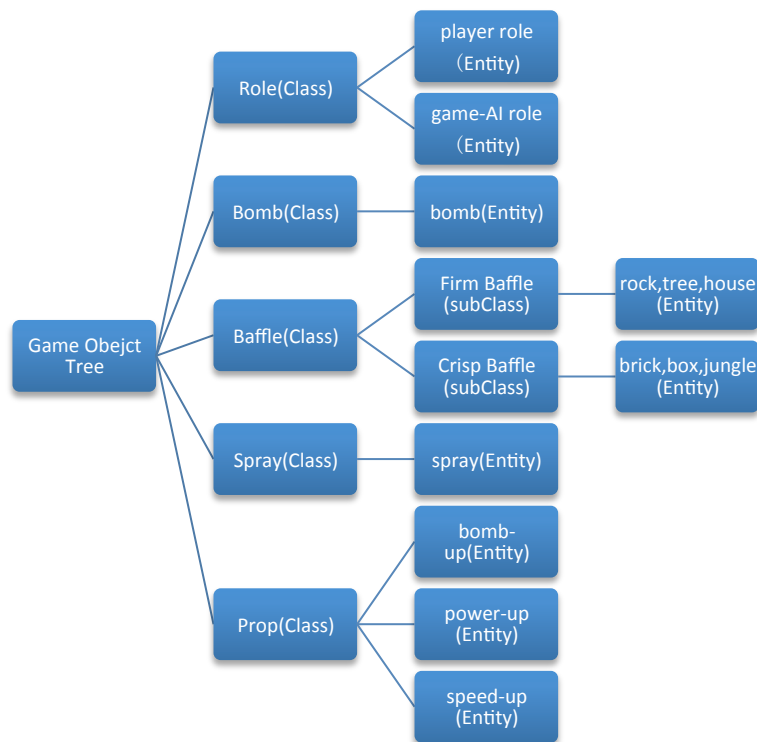 player role
（Entity)
Role(Class)
game-AI role
（Entity)
Bomb(Class)
bomb(Entity)
Firm Baffle
(subClass)
rock,tree,house
(Entity)
Game Obejct
Tree
Baffle(Class)
Crisp Baffle
(subClass)
brick,box,jungle
(Entity)
Spray(Class)
spray(Entity)
bomb-
up(Entity)
Prop(Class)
power-up
(Entity)
speed-up
(Entity)